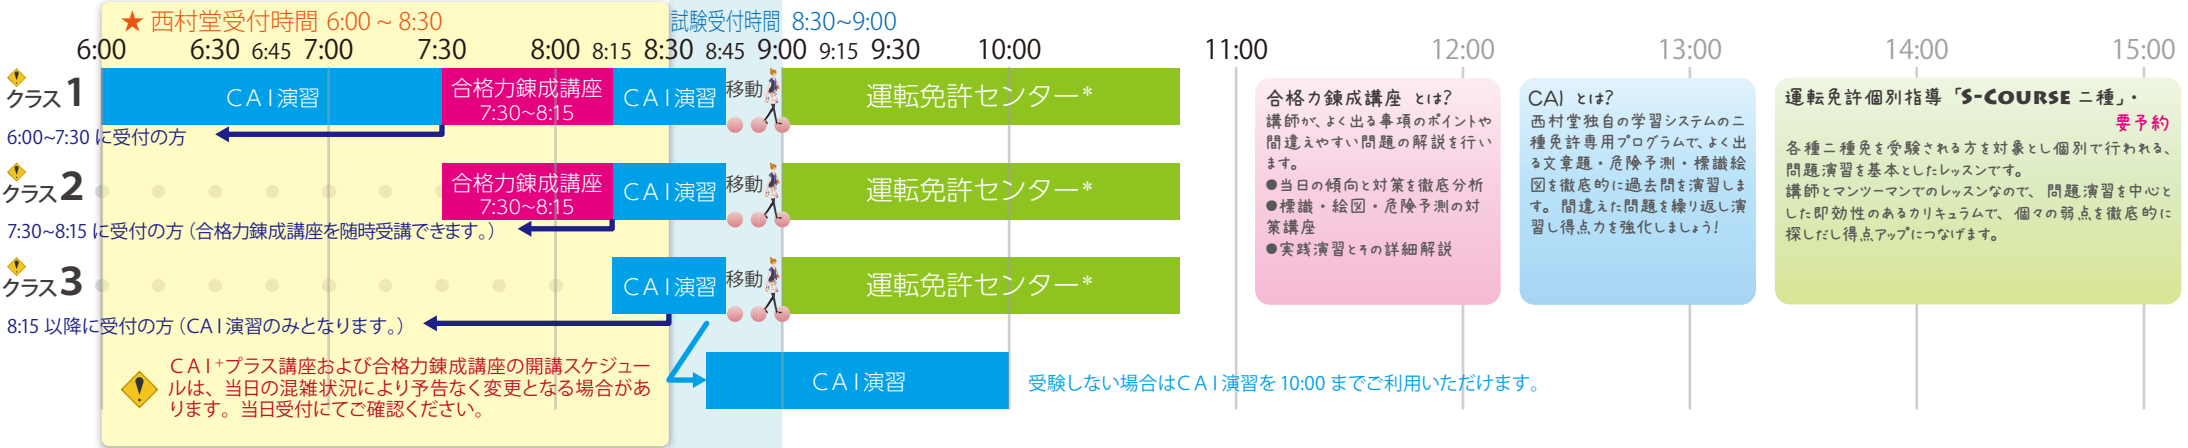 ★ 西村堂受付時間 6:00 ~ 8:30
試験受付時間 8:30~9:00
6:00 6:30 6:45 7:00 7:30 8:00 8:15 8:30 8:45 9:00 9:15 9:30 10:00 11:00 12:00 13:00 14:00 15:00
クラス 1
CAI演習
合格力錬成講座
7:30~8:15
CAI演習
移動
運転免許センター*
6:00~7:30 に受付の方
クラス 2
合格力錬成講座
7:30~8:15
CAI演習
移動
運転免許センター*
7:30~8:15 に受付の方 (合格力錬成講座を随時受講できます。)
クラス 3
CAI演習
移動
運転免許センター*
8:15 以降に受付の方 (CAI演習のみとなります。)
CAI+プラス講座および合格力錬成講座の開講スケジュー
ルは、当日の混雑状況により予告なく変更となる場合があ
ります。当日受付にてご確認ください。
CAI演習
受験しない場合はCAI演習を 10:00 までご利用いただけます。
合格力錬成講座 とは?
講師が、よく出る事項のポイントや
間違えやすい問題の解説を行い
ます。
●当日の傾向と対策を徹底分析
●標識・絵図・危険予測の対
策講座
●実践演習とその詳細解説
CAI とは?
西村堂独自の学習システムの二
種免許専用プログラムで、よく出
る文章題・危険予測・標識絵
図を徹底的に過去問を演習しま
す。間違えた問題を繰り返し演
習し得点力を強化しましょう!
運転免許個別指導「S-COURSE 二種」・
要予約
各種二種免を受験される方を対象とし個別で行われる、
問題演習を基本としたレッスンです。
講師とマンツーマンでのレッスンなので、問題演習を中心と
した即効性のあるカリキュラムで、個々の弱点を徹底的に
探しだし得点アップにつなげます。